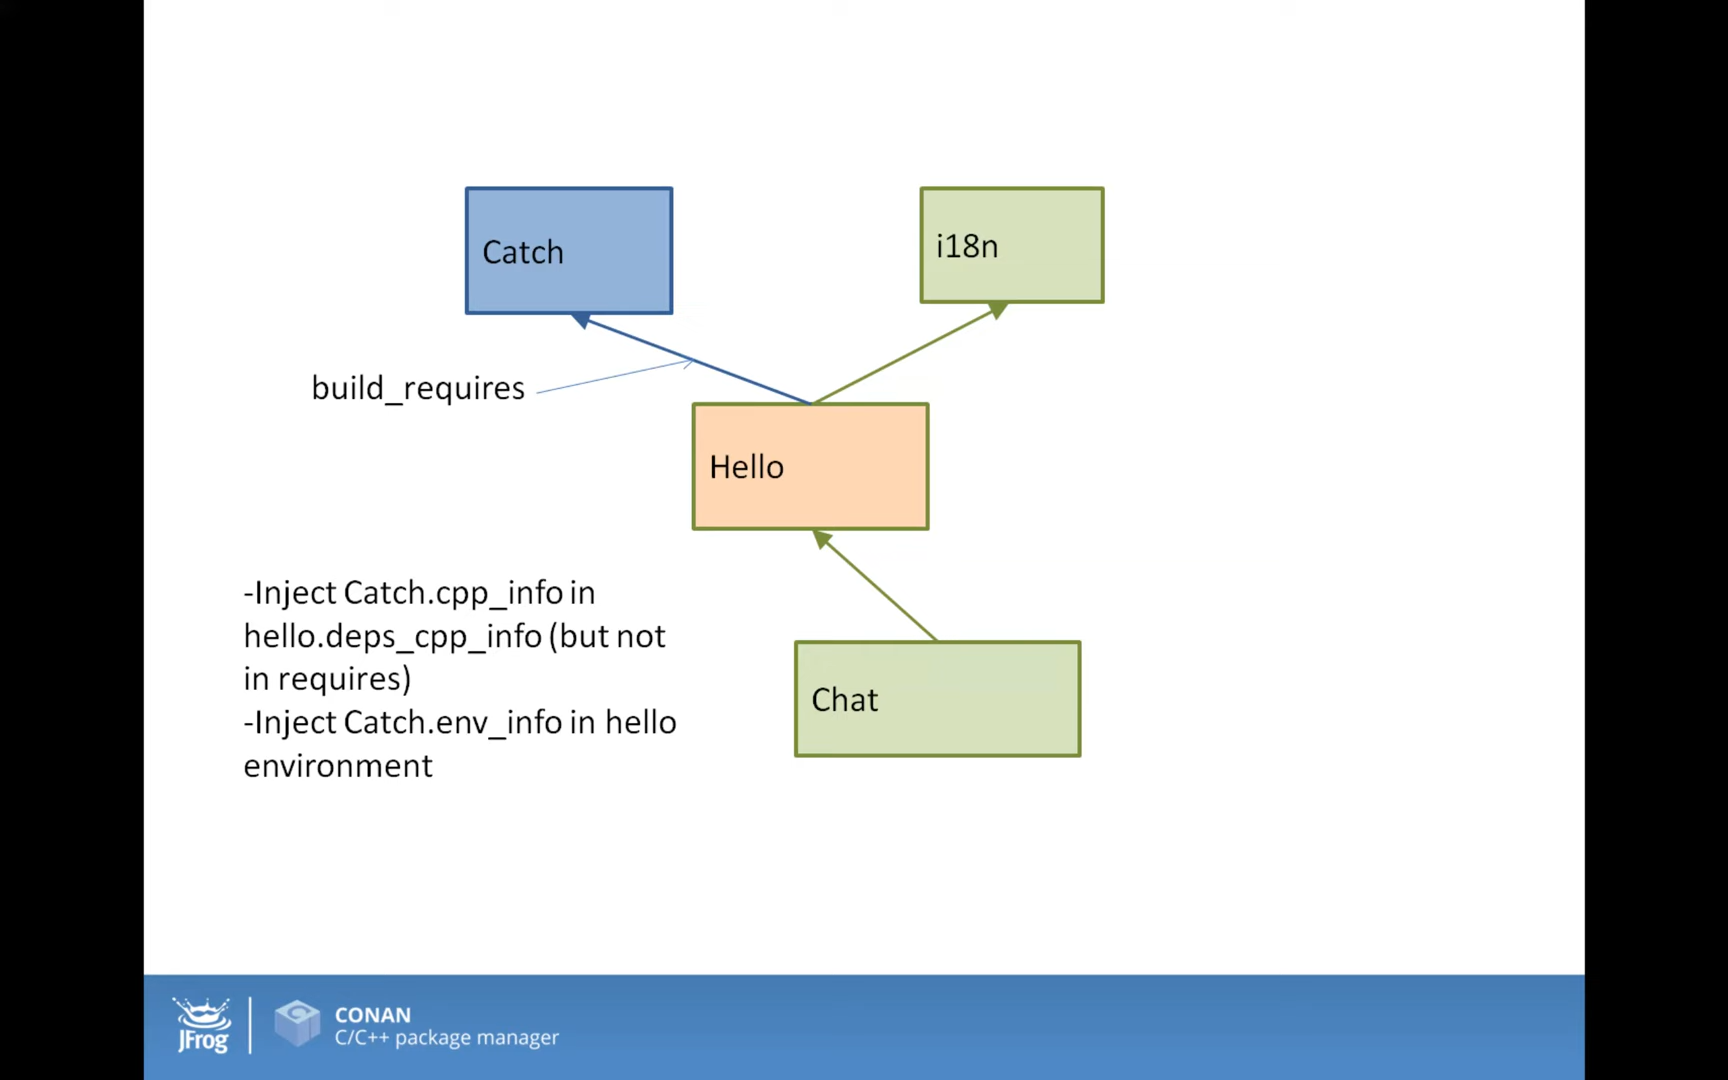 Catch
i18n
build_requires
Hello
-Inject Catch.cpp_info in
hello.deps_cpp_info (but not
in requires)
-Inject Catch.env_info in hello
environment
Chat
JFrog
CONAN
C/C++ package manager